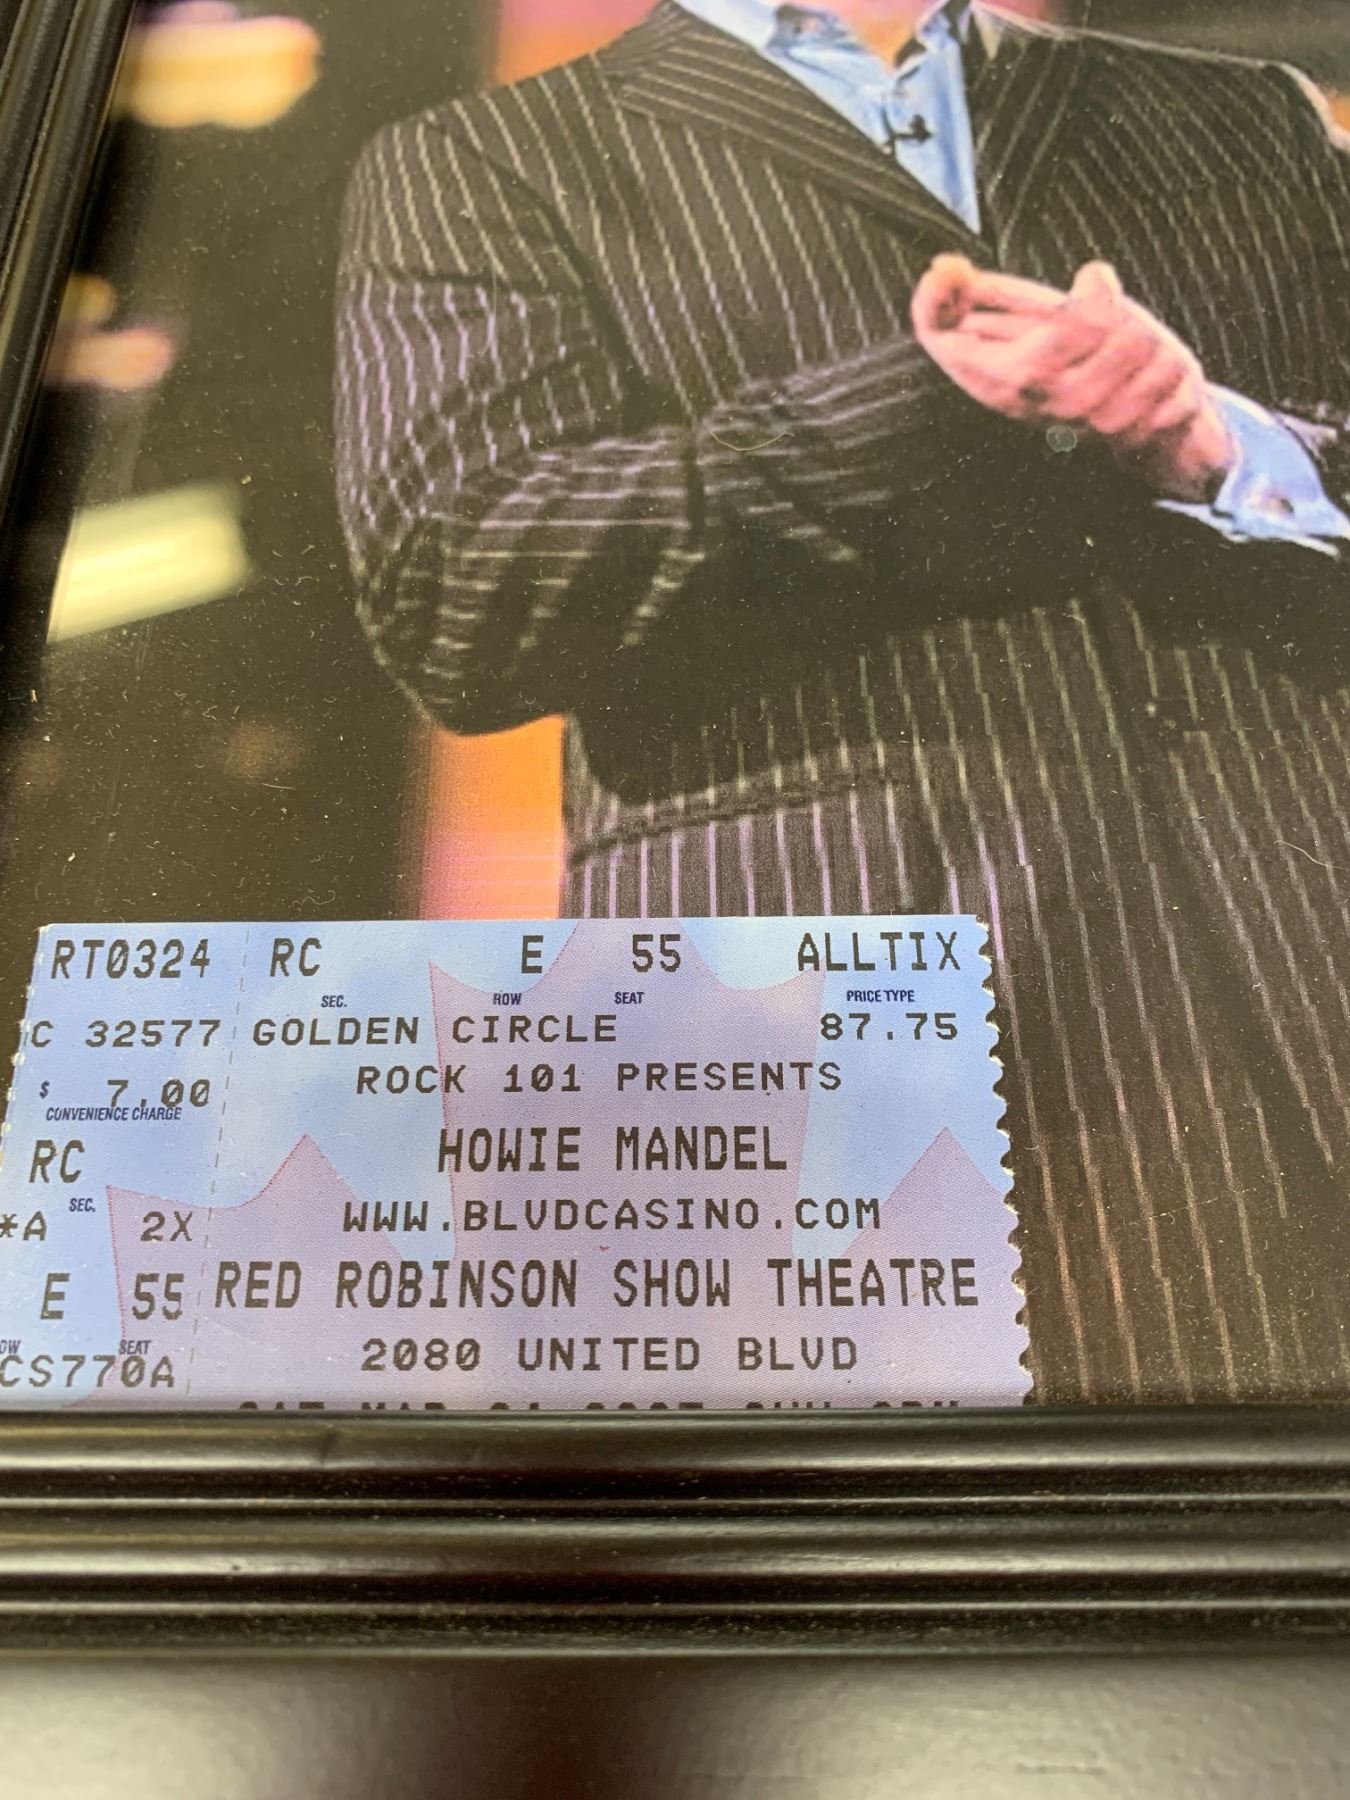 RT0324 RC E 55 ALLTIX
SEC. ROW SEAT PRICE TYPE
C 32577 GOLDEN CIRCLE 87.75
$ 7.00 ROCK 101 PRESENTS
CONVENIENCE CHARGE
RC HOWIE MANDEL
SEC.
*A 2X WWW.BLVDCASINO.COM
E 55 RED ROBINSON SHOW THEATRE
SEAT
CS770A 2080 UNITED BLVD